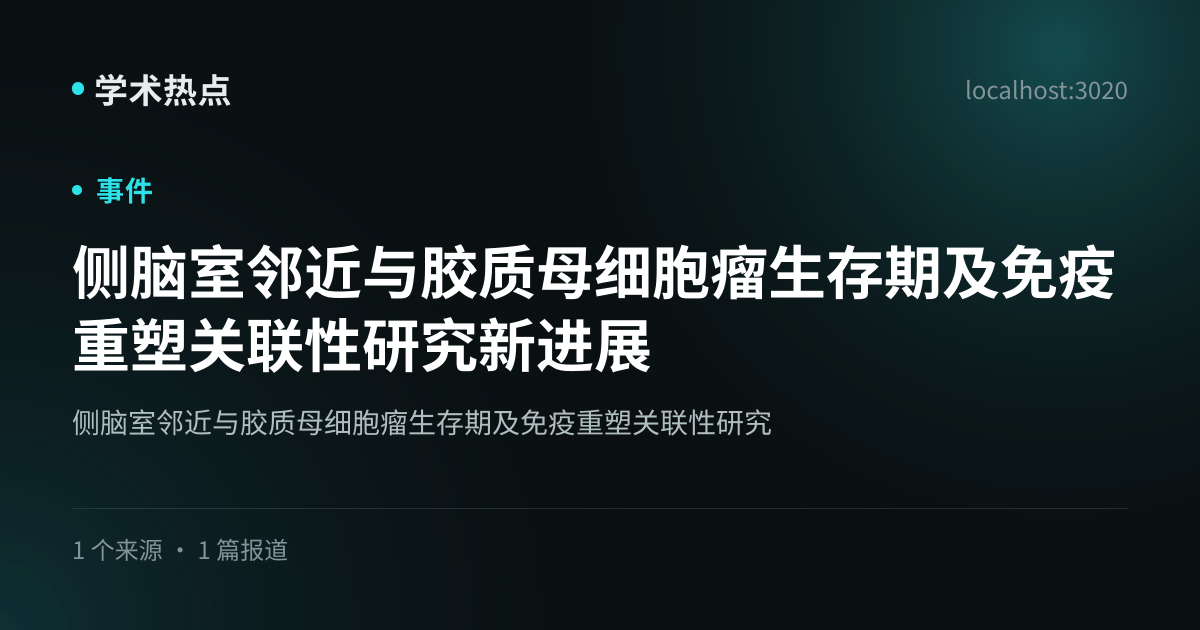 学术热点
localhost:3020
事件
侧脑室邻近与胶质母细胞瘤生存期及免疫
重塑关联性研究新进展
侧脑室邻近与胶质母细胞瘤生存期及免疫重塑关联性研究
1 个来源 · 1 篇报道